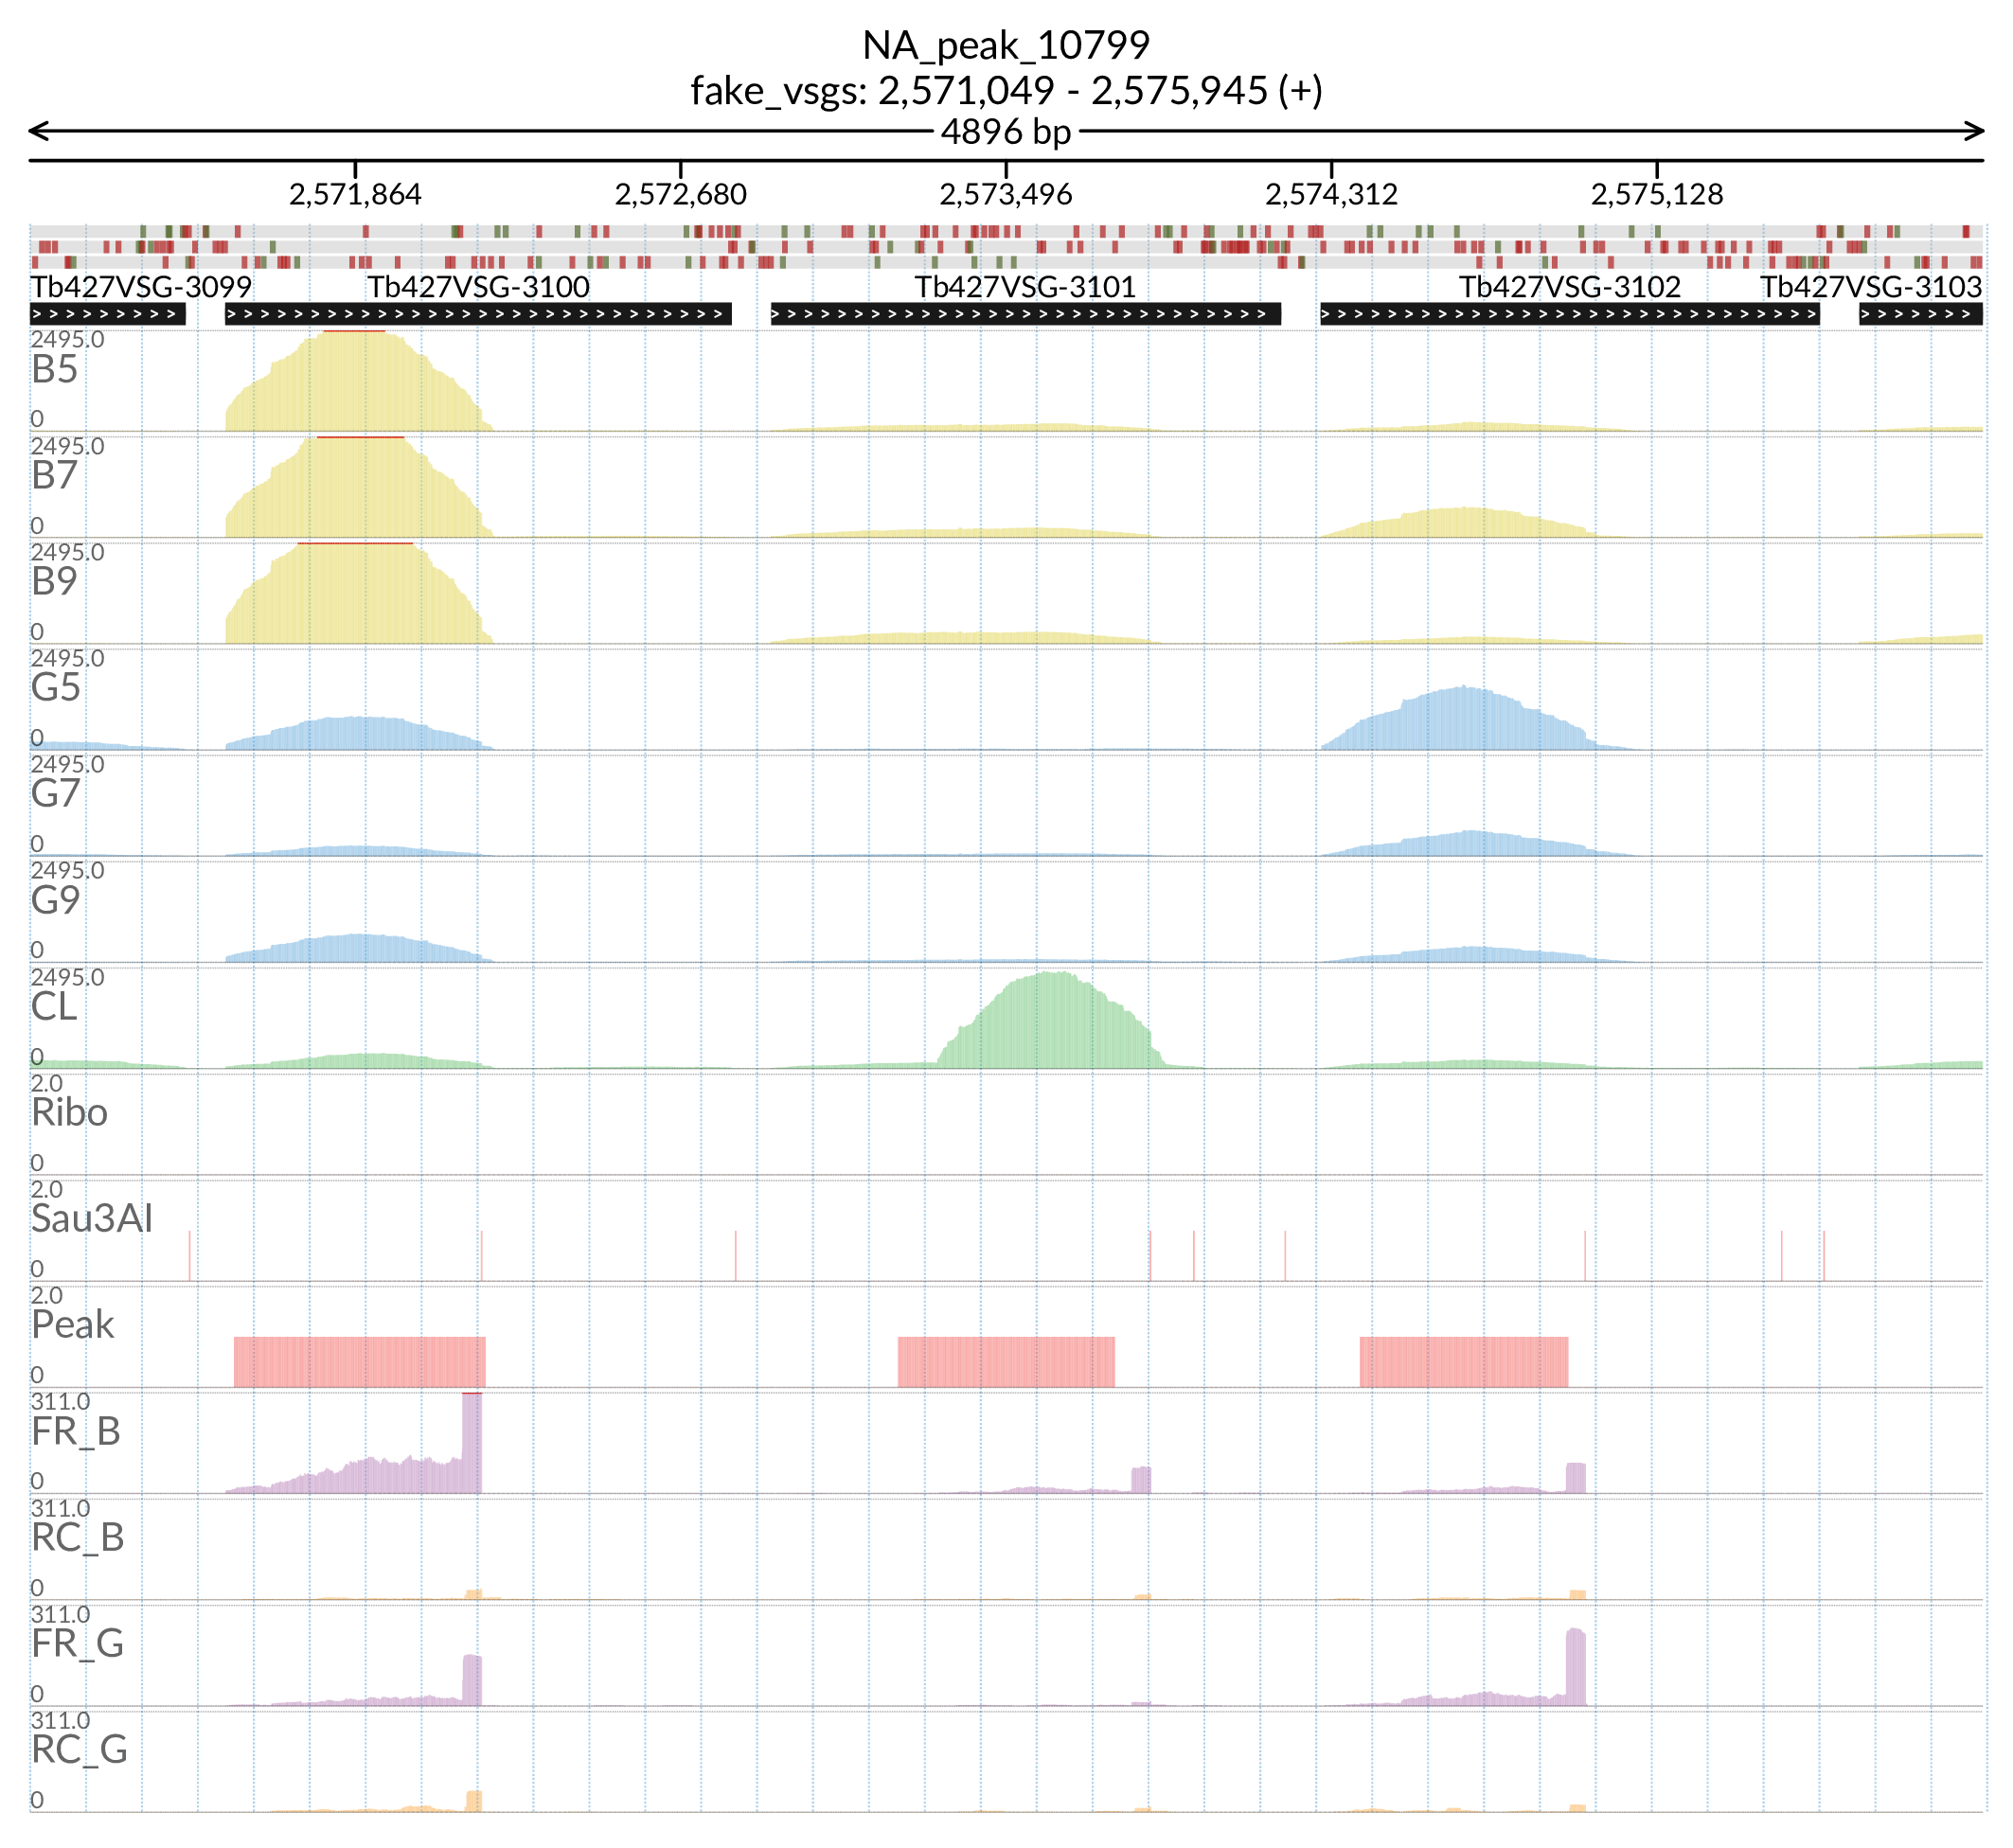 NA_peak_10799
fake_vsgs: 2,571,049 - 2,575,945 (+)
4896 bp
2,571,864 2,572,680 2,573,496 2,574,312 2,575,128
Tb427VSG-3099 Tb427VSG-3100 Tb427VSG-3101 Tb427VSG-3102 Tb427VSG-3103
2495.0
B5
0
2495.0
B7
0
2495.0
B9
0
2495.0
G5
0
2495.0
G7
0
2495.0
G9
0
2495.0
CL
0
2.0
Ribo
0
2.0
Sau3AI
0
2.0
Peak
0
311.0
FR_B
0
311.0
RC_B
0
311.0
FR_G
0
311.0
RC_G
0